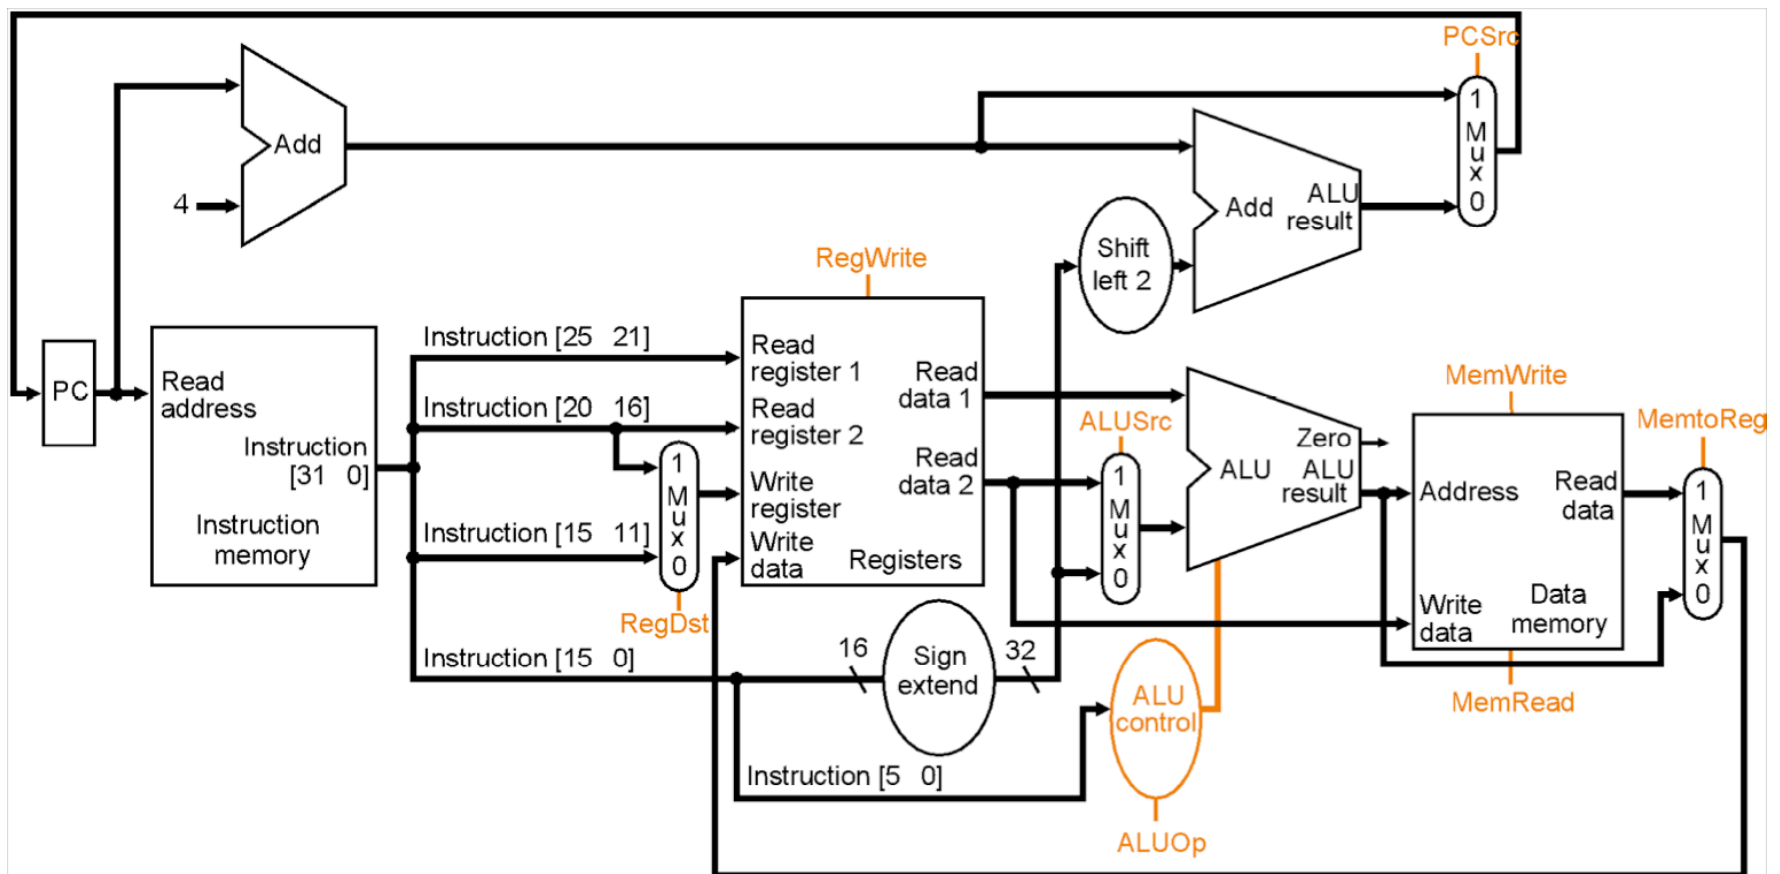 PCSrc
1
M
u
x
0
Add
4
Add
ALU
result
Shift
left 2
RegWrite
Instruction [25 21]
Read
register 1
Read
data 1
PC
Read
address
Instruction [20 16]
Read
register 2
Instruction
[31 0]
Instruction
memory
1
M
u
x
0
RegDst
Write
register
Instruction [15 11]
Write
data
Registers
Read
data 2
ALUSrc
1
M
u
x
0
Zero
ALU
ALU
result
MemWrite
Address
Read
data
Write
data
Data
memory
MemRead
MemtoReg
1
M
u
x
0
Instruction [15 0]
16
Sign
extend
32
ALU
control
Instruction [5 0]
ALUOp